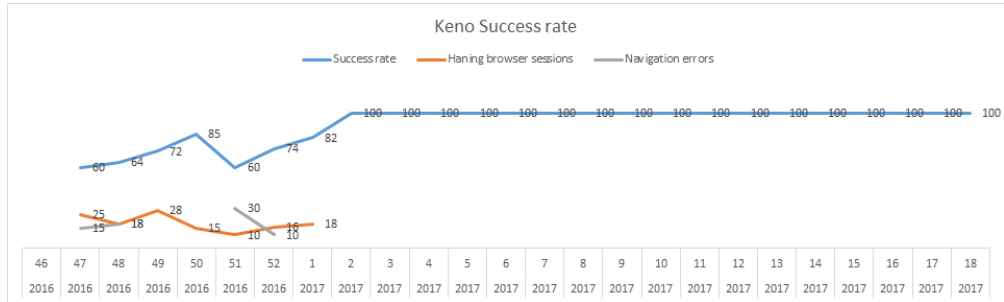 Keno Success rate
Success rate Haning browser sessions Navigation errors
100 100 100 100 100 100 100 100 100 100 100 100 100 100 100 100 100
85
82
72 74
60 64 60
30
25 28
15 18 18 15 16 18
10 10
46 47 48 49 50 51 52 1 2 3 4 5 6 7 8 9 10 11 12 13 14 15 16 17 18
2016 2016 2016 2016 2016 2016 2016 2017 2017 2017 2017 2017 2017 2017 2017 2017 2017 2017 2017 2017 2017 2017 2017 2017 2017